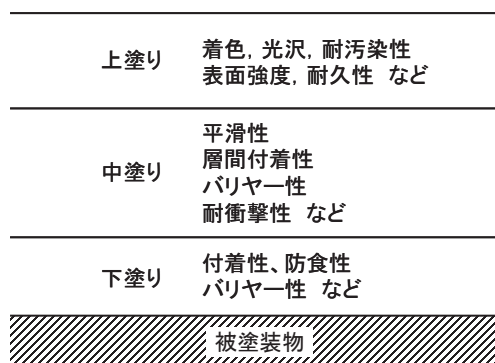 上塗り
着色, 光沢, 耐汚染性
表面強度, 耐久性 など
中塗り
平滑性
層間付着性
バリヤー性
耐衝撃性 など
下塗り
付着性、防食性
バリヤー性 など
被塗装物